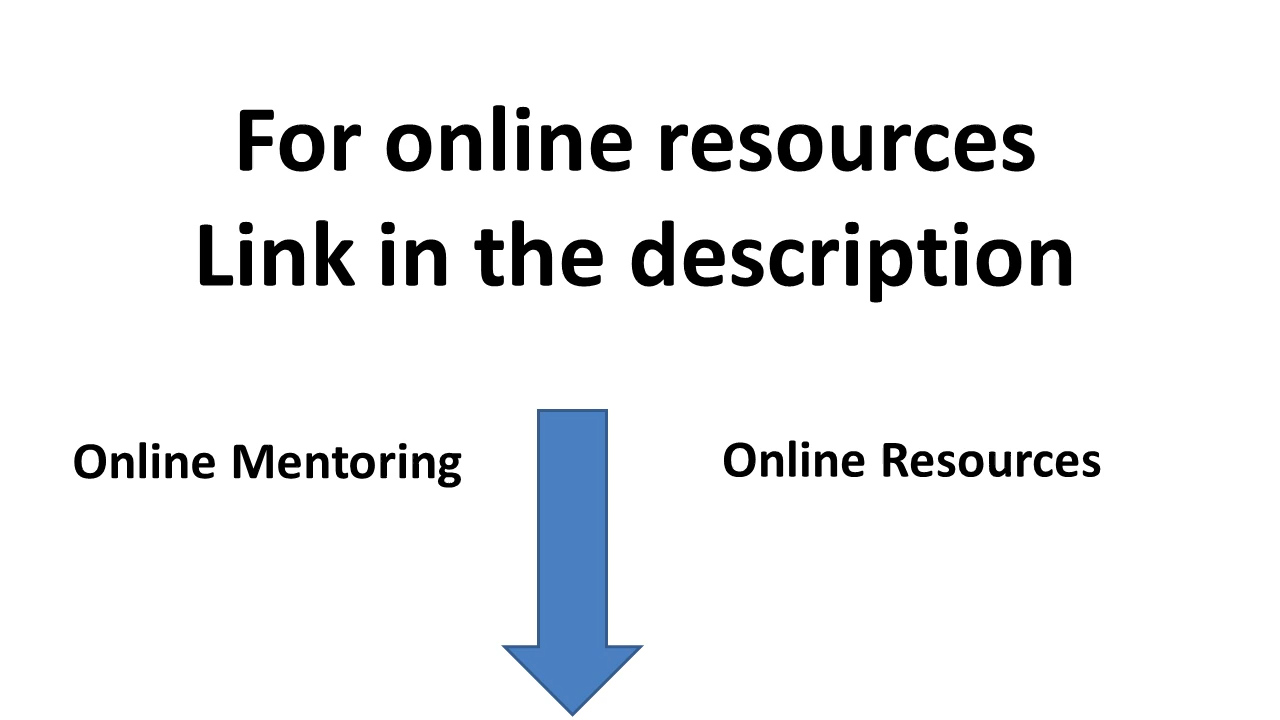 For online resources
Link in the description
Online Mentoring
Online Resources